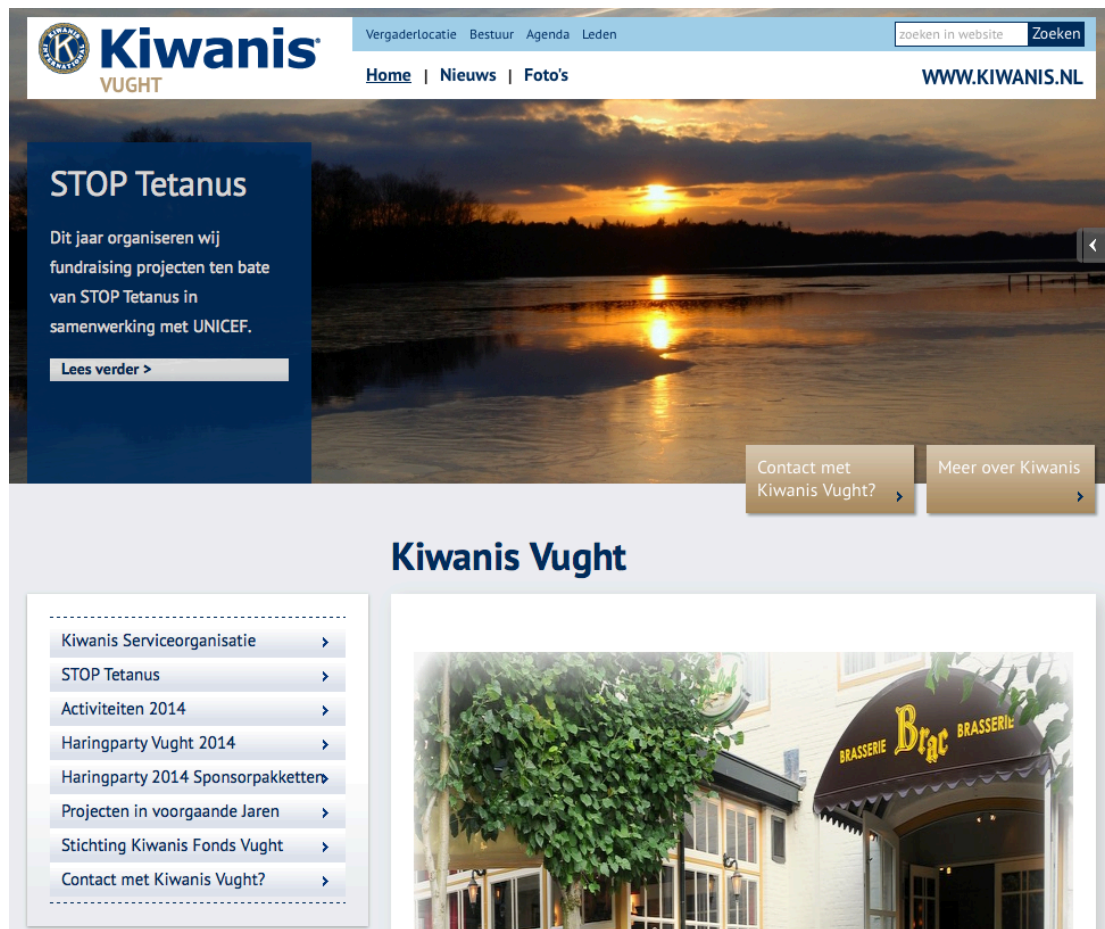 Kiwanis
VUGHT
KIWANIS
INTERNATIONAL
Vergaderlocatie Bestuur Agenda Leden
zoeken in website Zoeken
Home | Nieuws | Foto's
WWW.KIWANIS.NL
STOP Tetanus
Dit jaar organiseren wij
fundraising projecten ten bate
van STOP Tetanus in
samenwerking met UNICEF.
Lees verder >
Contact met
Kiwanis Vught?
Meer over Kiwanis
Kiwanis Vught
Kiwanis Serviceorganisatie
STOP Tetanus
Activiteiten 2014
Haringparty Vught 2014
Haringparty 2014 Sponsorpakketten
Projecten in voorgaande Jaren
Stichting Kiwanis Fonds Vught
Contact met Kiwanis Vught?
BRASSERIE Brac BRASSERIE